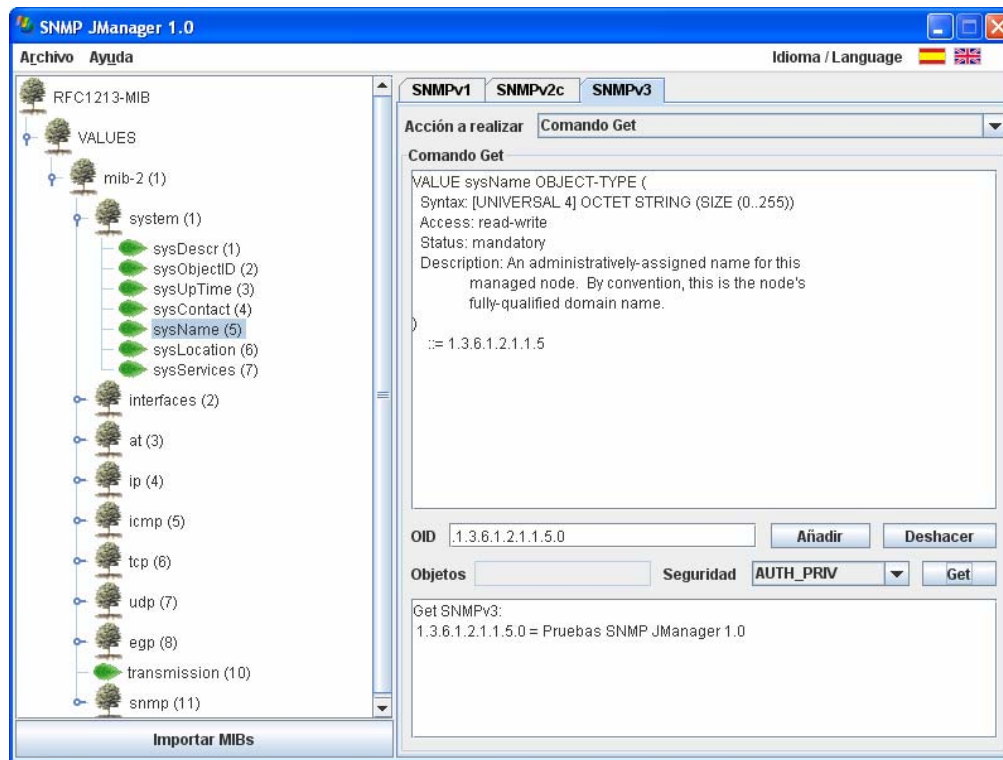 SNMP JManager 1.0
Archivo Ayuda Idioma / Language
RFC1213-MIB
VALUES
mib-2 (1)
system (1)
sysDescr (1)
sysObjectID (2)
sysUpTime (3)
sysContact (4)
sysName (5)
sysLocation (6)
sysServices (7)
interfaces (2)
at (3)
ip (4)
icmp (5)
tcp (6)
udp (7)
egp (8)
transmission (10)
snmp (11)
Importar MIBs
SNMPv1 SNMPv2c SNMPv3
Acción a realizar Comando Get
Comando Get
VALUE sysName OBJECT-TYPE (
Syntax: [UNIVERSAL 4] OCTET STRING (SIZE (0..255))
Access: read-write
Status: mandatory
Description: An administratively-assigned name for this
managed node. By convention, this is the node's
fully-qualified domain name.
)
::= 1.3.6.1.2.1.1.5
OID .1.3.6.1.2.1.1.5.0 Añadir Deshacer
Objetos Seguridad AUTH_PRIV Get
Get SNMPv3:
1.3.6.1.2.1.1.5.0 = Pruebas SNMP JManager 1.0